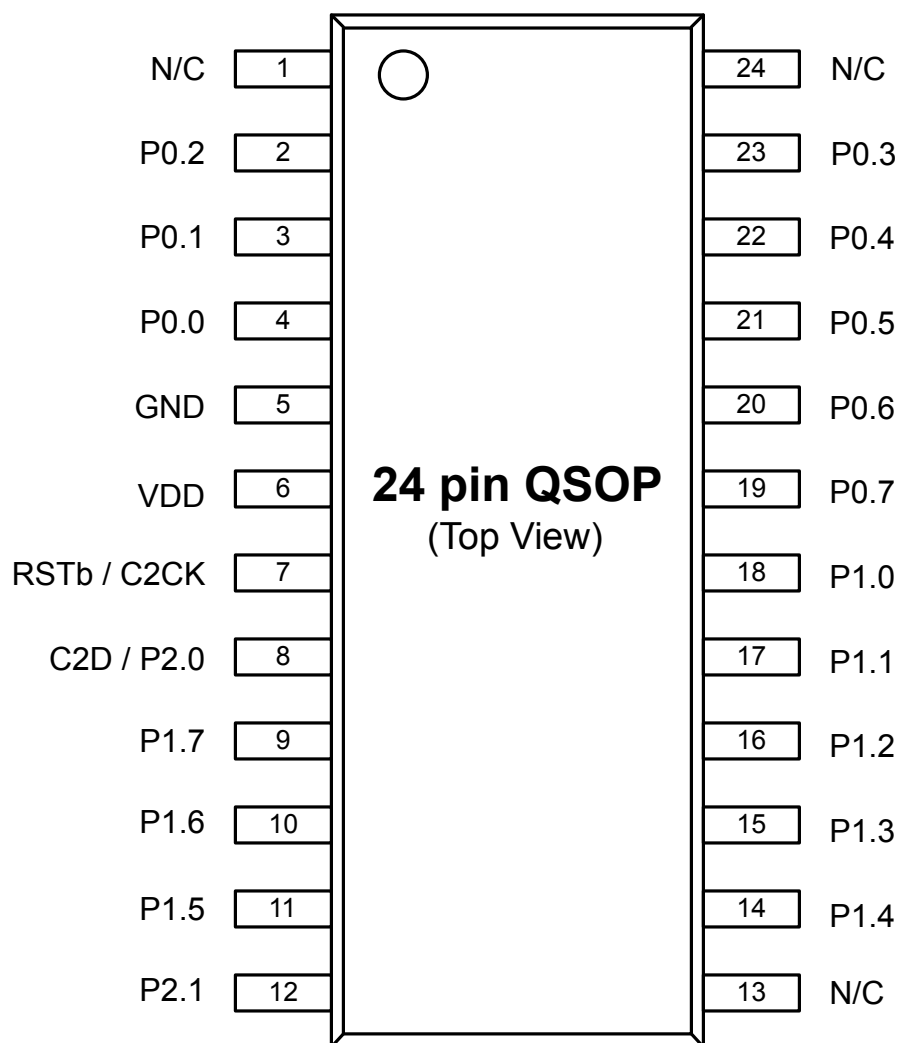 N/C 1 24 N/C
P0.2 2 23 P0.3
P0.1 3 22 P0.4
P0.0 4 21 P0.5
GND 5 20 P0.6
VDD 6 19 P0.7
24 pin QSOP
(Top View)
RSTb / C2CK 7 18 P1.0
C2D / P2.0 8 17 P1.1
P1.7 9 16 P1.2
P1.6 10 15 P1.3
P1.5 11 14 P1.4
P2.1 12 13 N/C